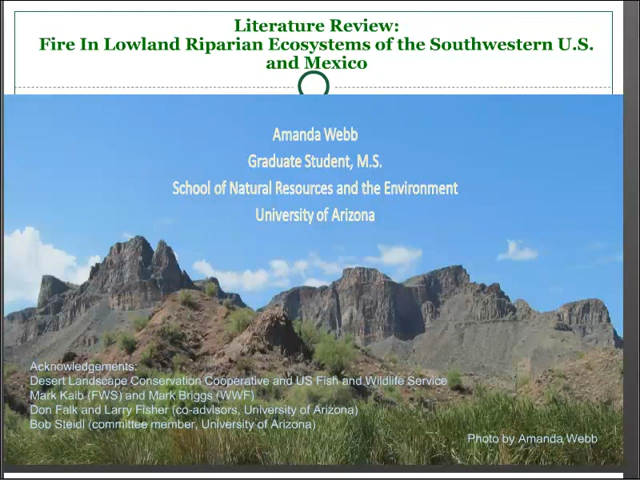 Literature Review:
Fire In Lowland Riparian Ecosystems of the Southwestern U.S.
and Mexico
Amanda Webb
Graduate Student, M.S.
School of Natural Resources and the Environment
University of Arizona
Acknowledgements:
Desert Landscape Conservation Cooperative and US Fish and Wildlife Service
Mark Kaib (FWS) and Mark Briggs (WWF)
Don Falk and Larry Fisher (co-advisors, University of Arizona)
Bob Steidl (committee member, University of Arizona)
Photo by Amanda Webb